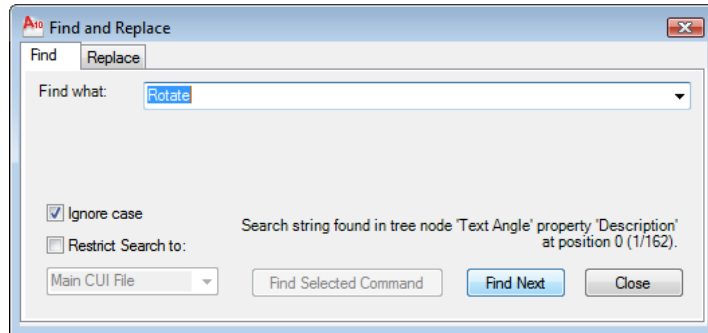 A10 Find and Replace
Find Replace
Find what: Rotate
Ignore case
Search string found in tree node 'Text Angle' property 'Description'
Restrict Search to: at position 0 (1/162).
Main CUI File Find Selected Command Find Next Close